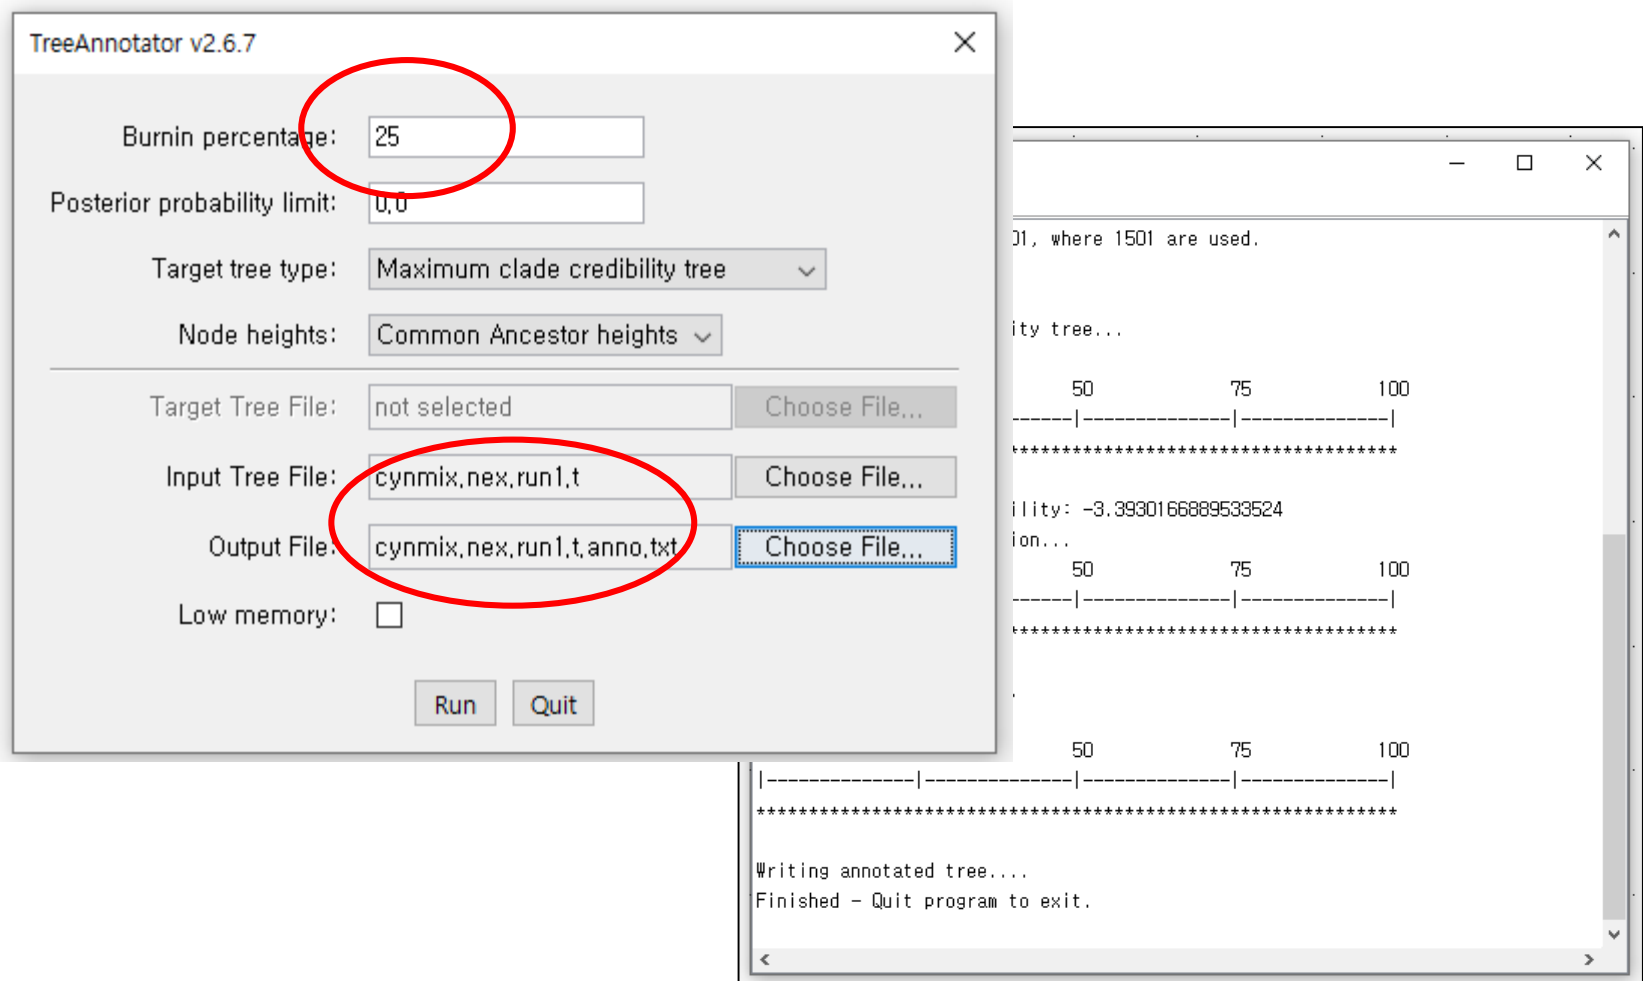 TreeAnnotator v2.6.7
Burnin percentage: 25
Posterior probability limit: 0,0
Target tree type: Maximum clade credibility tree
Node heights: Common Ancestor heights
Target Tree File: not selected Choose File,,,
Input Tree File: cynmix,nex,run1,t Choose File,,,
Output File: cynmix,nex,run1,t,anno,txt Choose File,,,
Low memory:
Run Quit
01, where 1501 are used.
ity tree...
50 75 100
------|--------------|--------------|
*************************************
ility: -3.3930166889533524
ion...
50 75 100
------|--------------|--------------|
*************************************
.
50 75 100
|--------------|--------------|--------------|--------------|
*************************************************************
Writing annotated tree....
Finished - Quit program to exit.